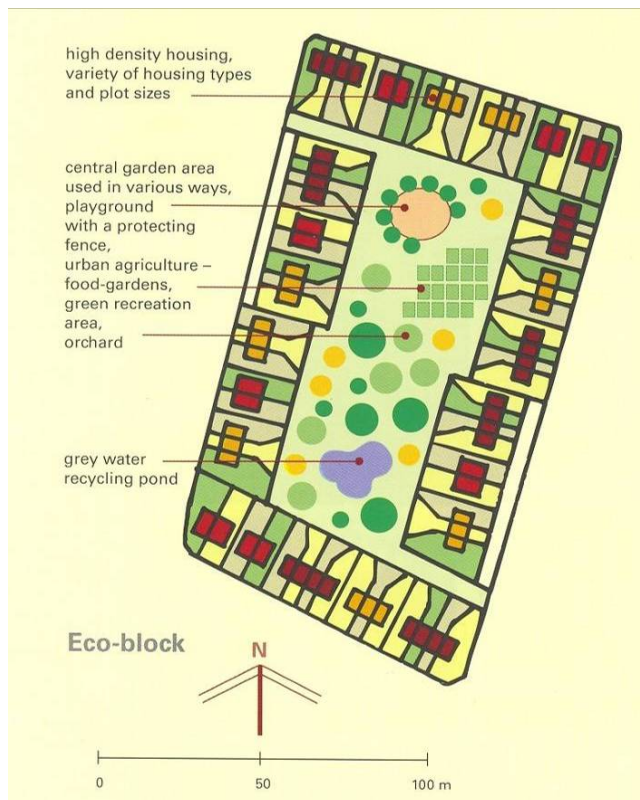 high density housing,
variety of housing types
and plot sizes
central garden area
used in various ways,
playground
with a protecting
fence,
urban agriculture –
food-gardens,
green recreation
area,
orchard
grey water
recycling pond
Eco-block
N
0
50
100 m